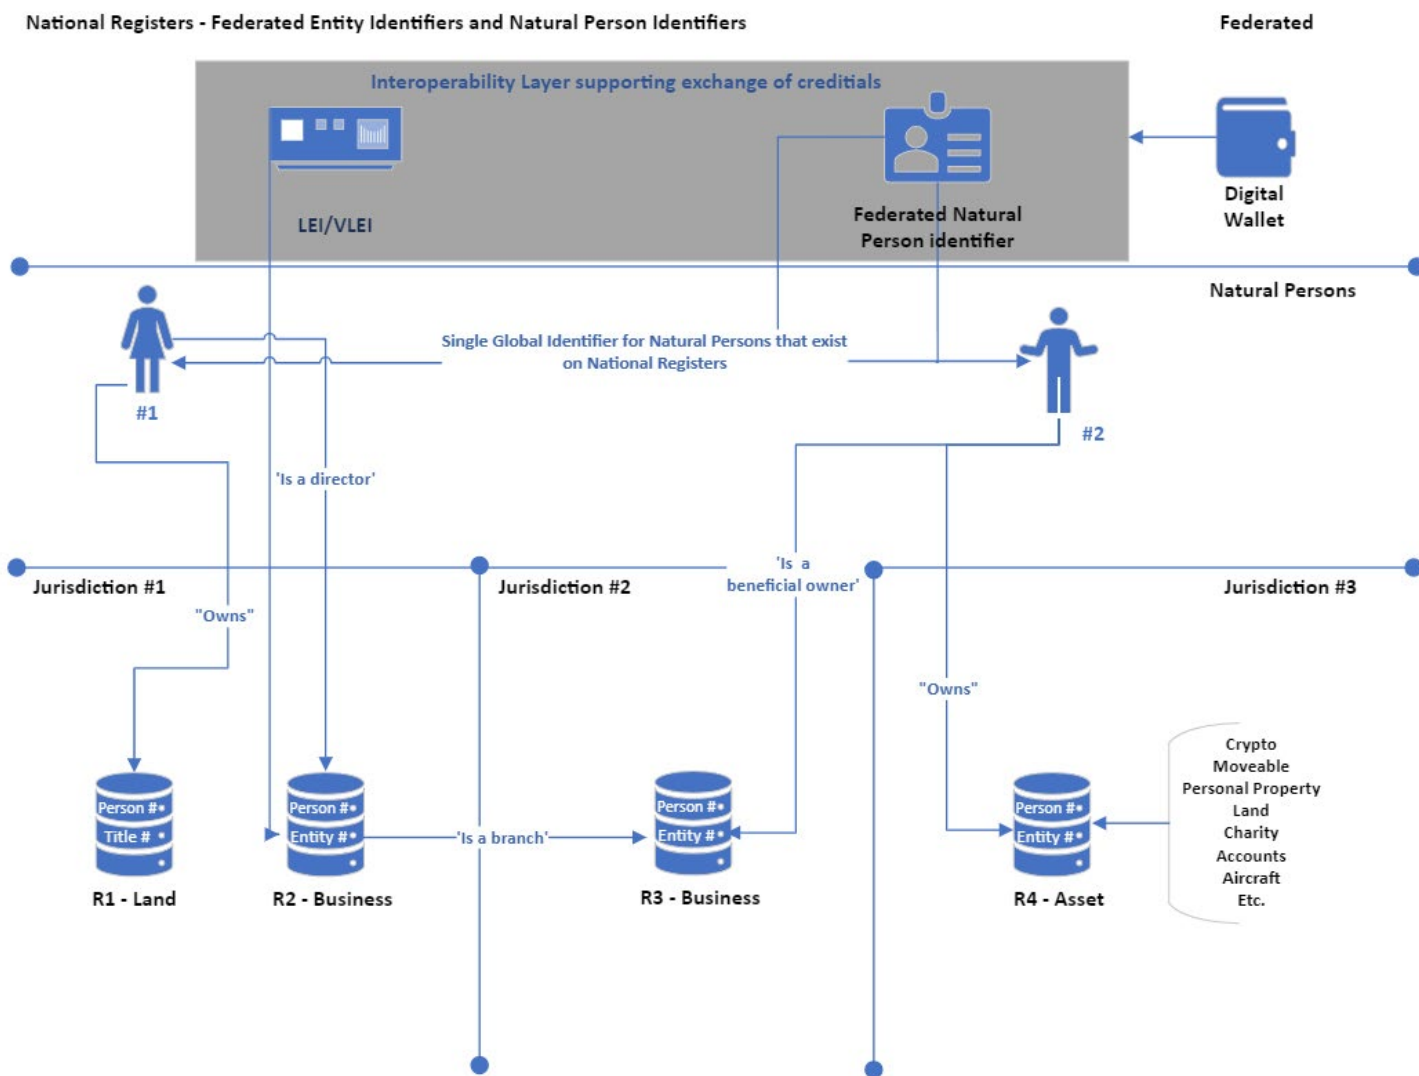 National Registers - Federated Entity Identifiers and Natural Person Identifiers
Federated
Interoperability Layer supporting exchange of creditials
LEI/VLEI
Federated Natural
Person identifier
Digital
Wallet
Natural Persons
Single Global Identifier for Natural Persons that exist
on National Registers
#1
#2
'Is a director'
'Is a
beneficial owner'
Jurisdiction #1
Jurisdiction #2
Jurisdiction #3
"Owns"
"Owns"
Person #
Title #
R1 - Land
Person #
Entity #
R2 - Business
'Is a branch'
Person #
Entity #
R3 - Business
Person #
Entity #
R4 - Asset
Crypto
Moveable
Personal Property
Land
Charity
Accounts
Aircraft
Etc.